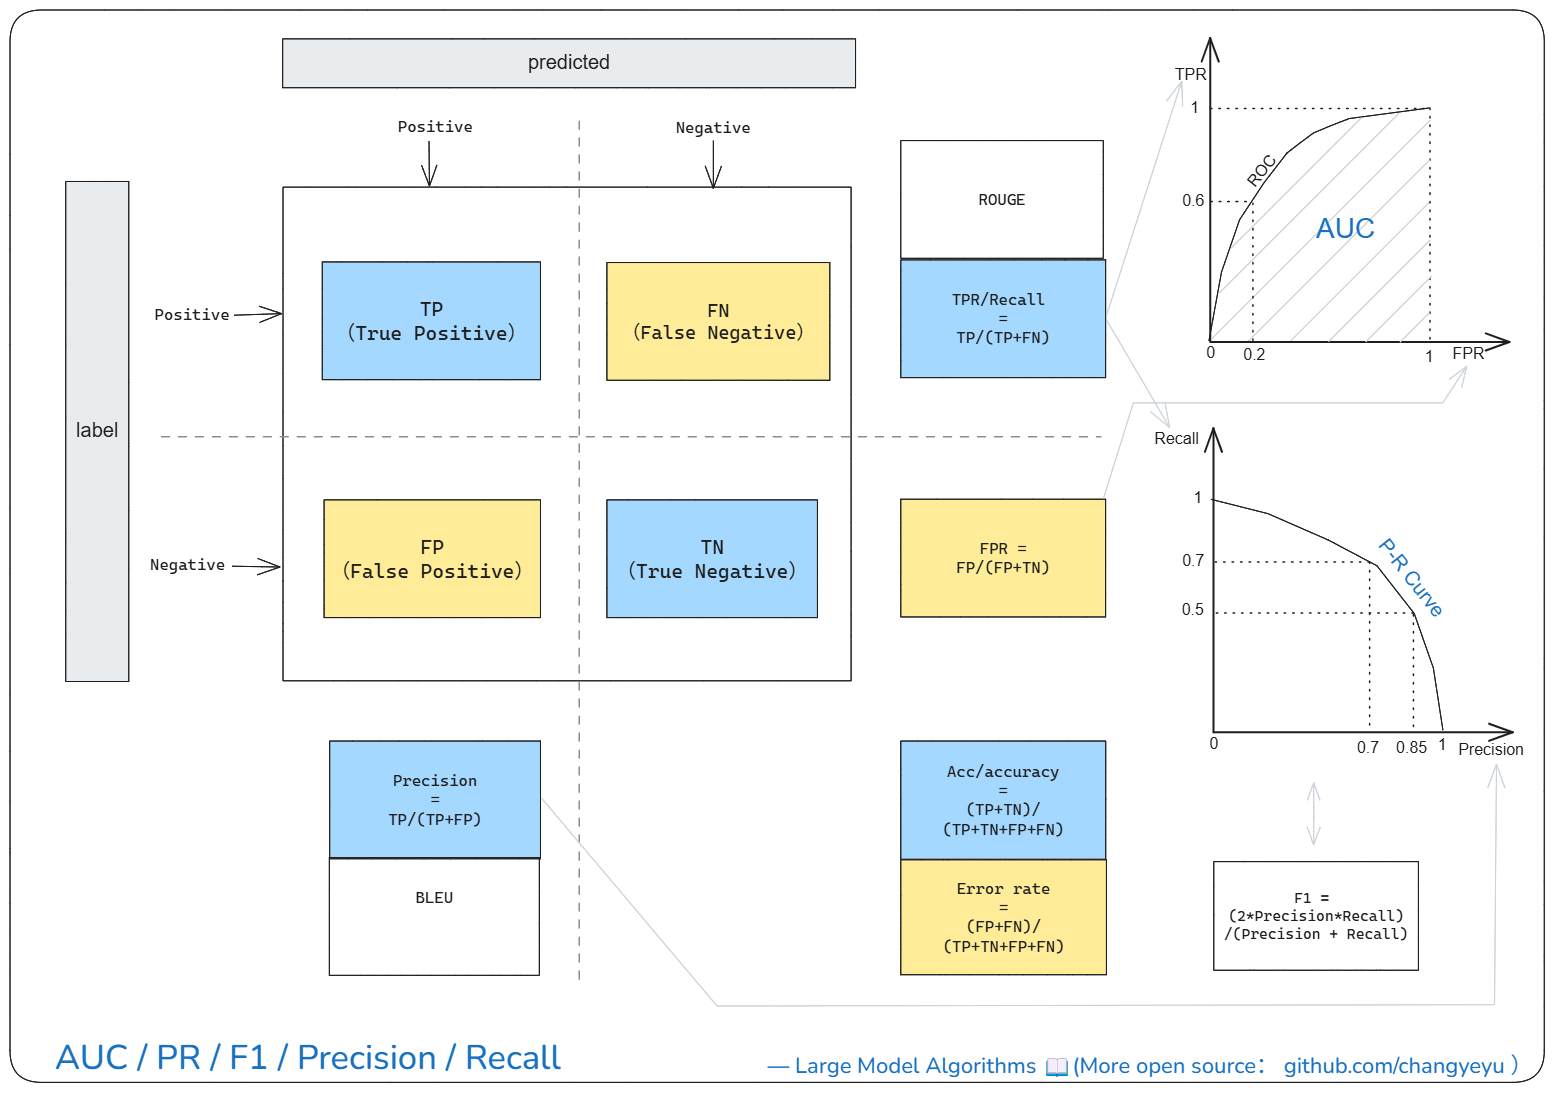 predicted
Positive
Negative
label
Positive
Negative
TP
（True Positive）
FN
（False Negative）
FP
（False Positive）
TN
（True Negative）
ROUGE
TPR/Recall
=
TP/(TP+FN)
FPR =
FP/(FP+TN)
Precision
=
TP/(TP+FP)
BLEU
Acc/accuracy
=
(TP+TN)/
(TP+TN+FP+FN)
Error rate
=
(FP+FN)/
(TP+TN+FP+FN)
TPR
1
0.6
ROC
AUC
0
0.2
1
FPR
Recall
1
0.7
0.5
P-R Curve
0
0.7
0.85
1
Precision
F1 =
(2*Precision*Recall)
/(Precision + Recall)
AUC / PR / F1 / Precision / Recall
— Large Model Algorithms 📖 (More open source： github.com/changyeyu ）